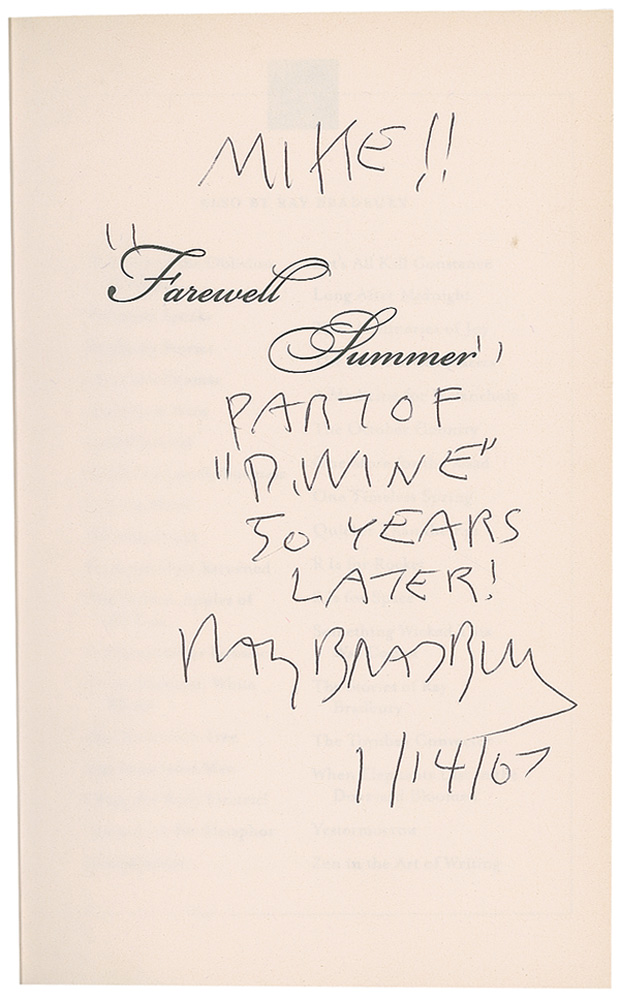 MIKE!!
"Farewell
Summer"
PART OF
"D. WINE"
50 YEARS
LATER!
RAY BRADBURY
1/14/07